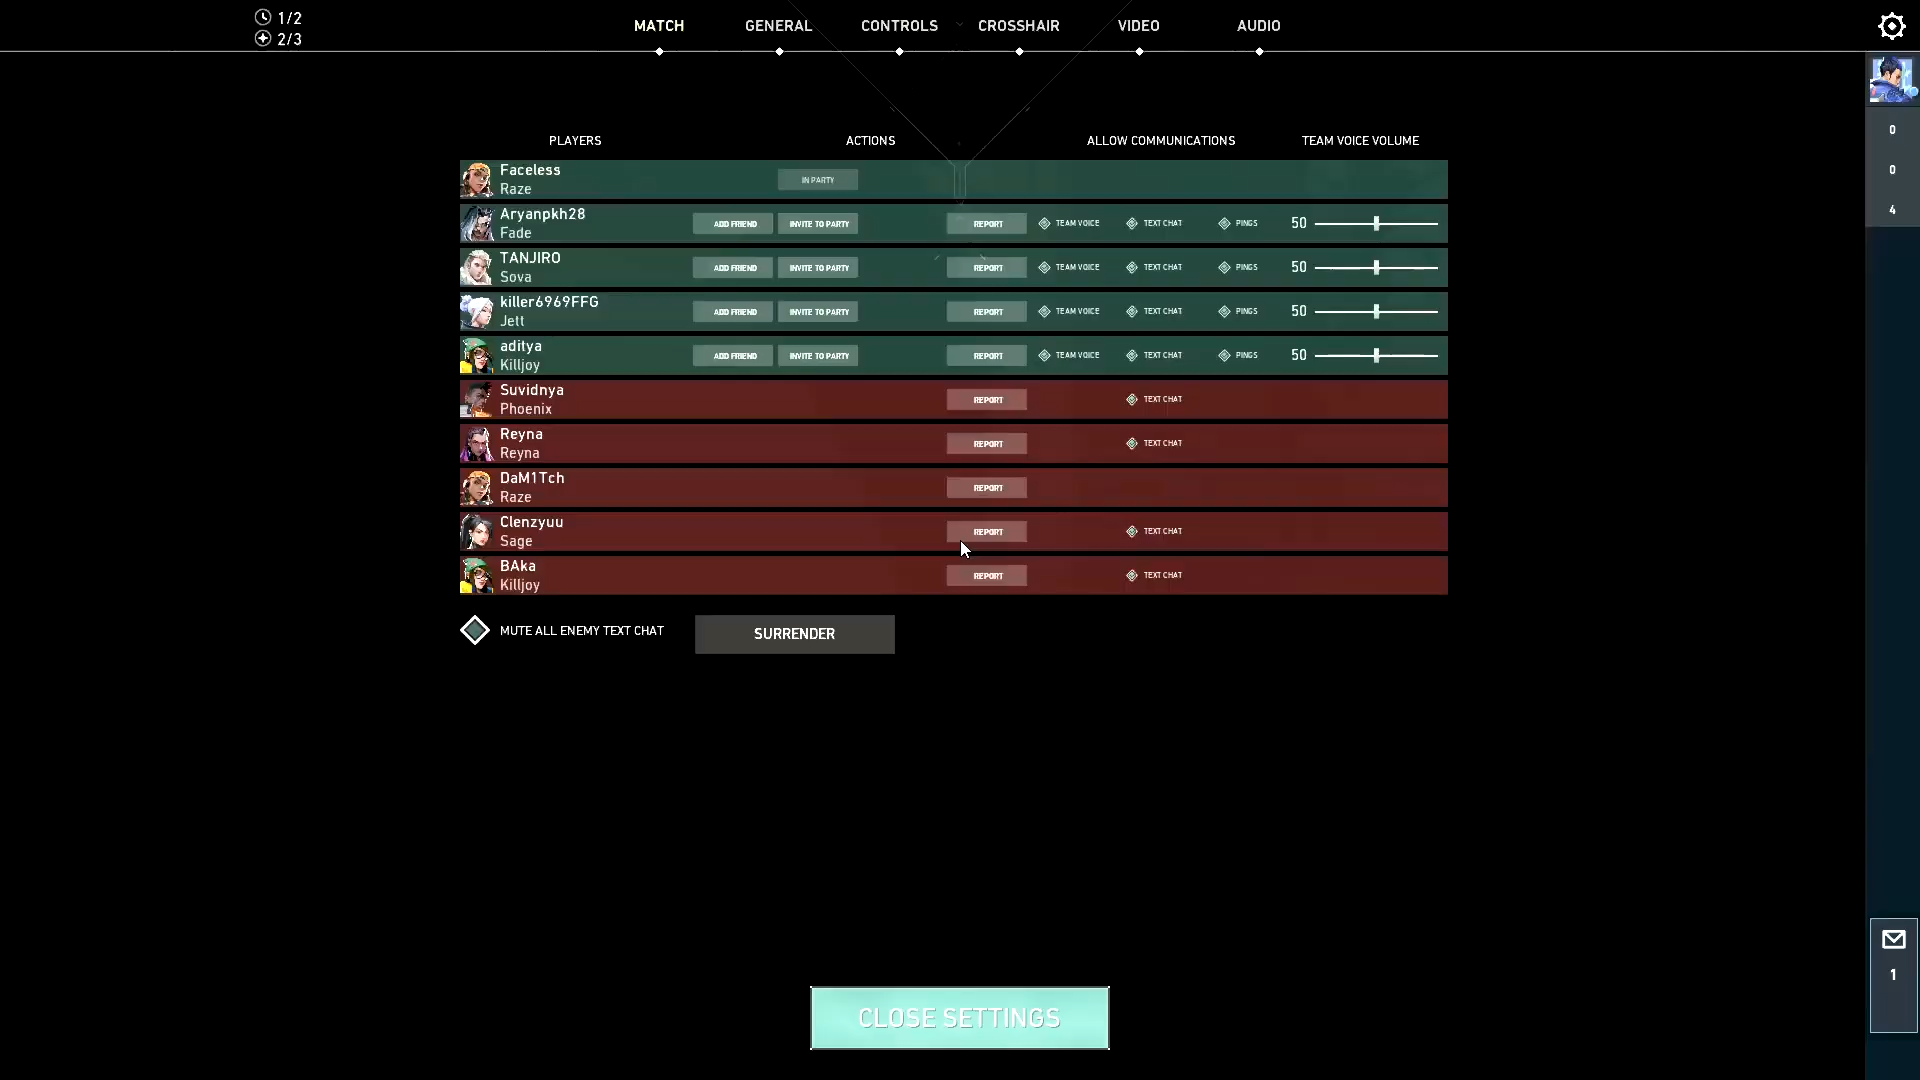 1/2
2/3
MATCH GENERAL CONTROLS CROSSHAIR VIDEO AUDIO
PLAYERS ACTIONS ALLOW COMMUNICATIONS TEAM VOICE VOLUME
Faceless
Raze
IN PARTY
Aryanpkh28
Fade
ADD FRIEND INVITE TO PARTY REPORT TEAM VOICE TEXT CHAT PINGS 50
TANJIRO
Sova
ADD FRIEND INVITE TO PARTY REPORT TEAM VOICE TEXT CHAT PINGS 50
killer6969FFG
Jett
ADD FRIEND INVITE TO PARTY REPORT TEAM VOICE TEXT CHAT PINGS 50
aditya
Killjoy
ADD FRIEND INVITE TO PARTY REPORT TEAM VOICE TEXT CHAT PINGS 50
Suvidnya
Phoenix
REPORT TEXT CHAT
Reyna
Reyna
REPORT TEXT CHAT
DaM1Tch
Raze
REPORT
Clenzyuu
Sage
REPORT TEXT CHAT
BAka
Killjoy
REPORT TEXT CHAT
MUTE ALL ENEMY TEXT CHAT SURRENDER
CLOSE SETTINGS
0
0
4
1